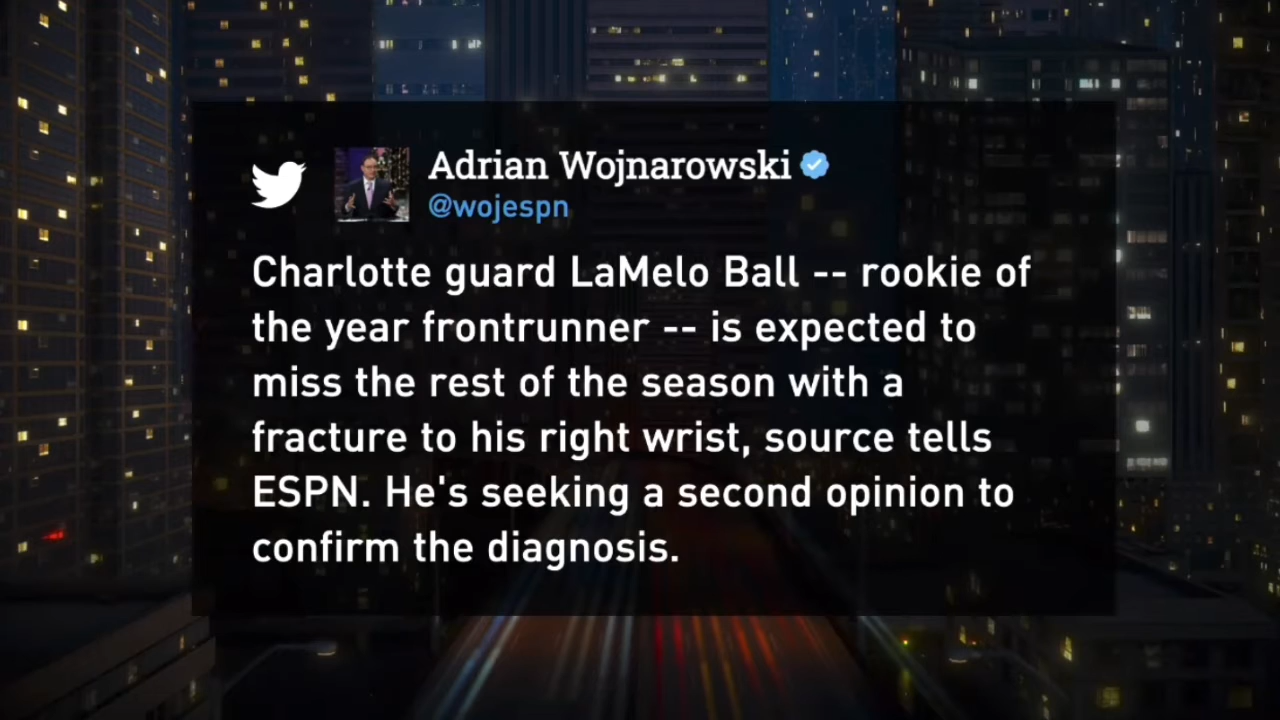 Adrian Wojnarowski
@wojespn
Charlotte guard LaMelo Ball -- rookie of
the year frontrunner -- is expected to
miss the rest of the season with a
fracture to his right wrist, source tells
ESPN. He's seeking a second opinion to
confirm the diagnosis.